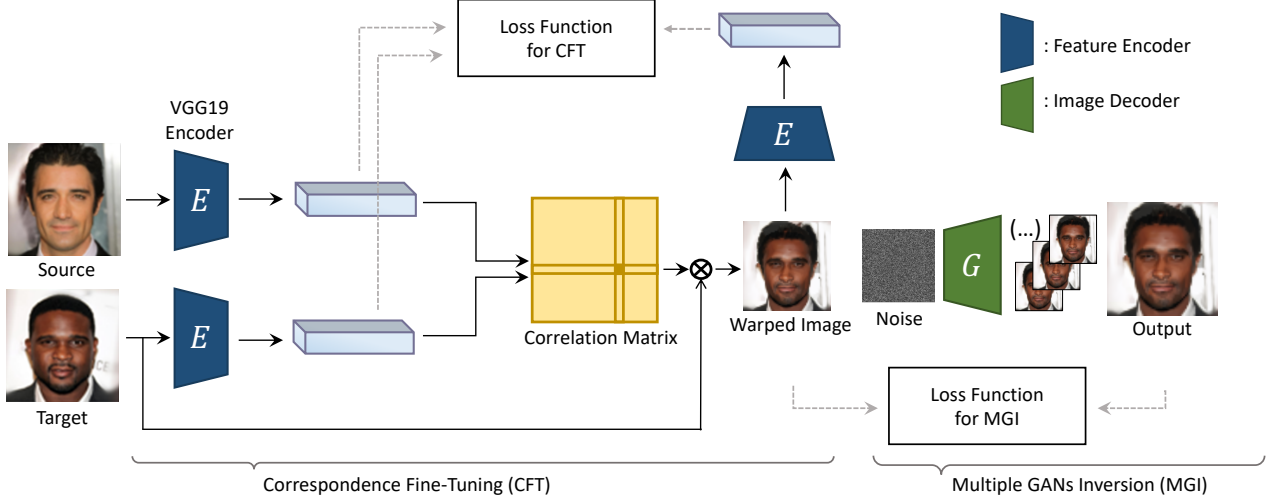 Loss Function
for CFT
: Feature Encoder
: Image Decoder
VGG19
Encoder
E
E
E
Source
Target
Correlation Matrix
Warped Image
Noise
G
(...)
Output
Loss Function
for MGI
Correspondence Fine-Tuning (CFT)
Multiple GANs Inversion (MGI)